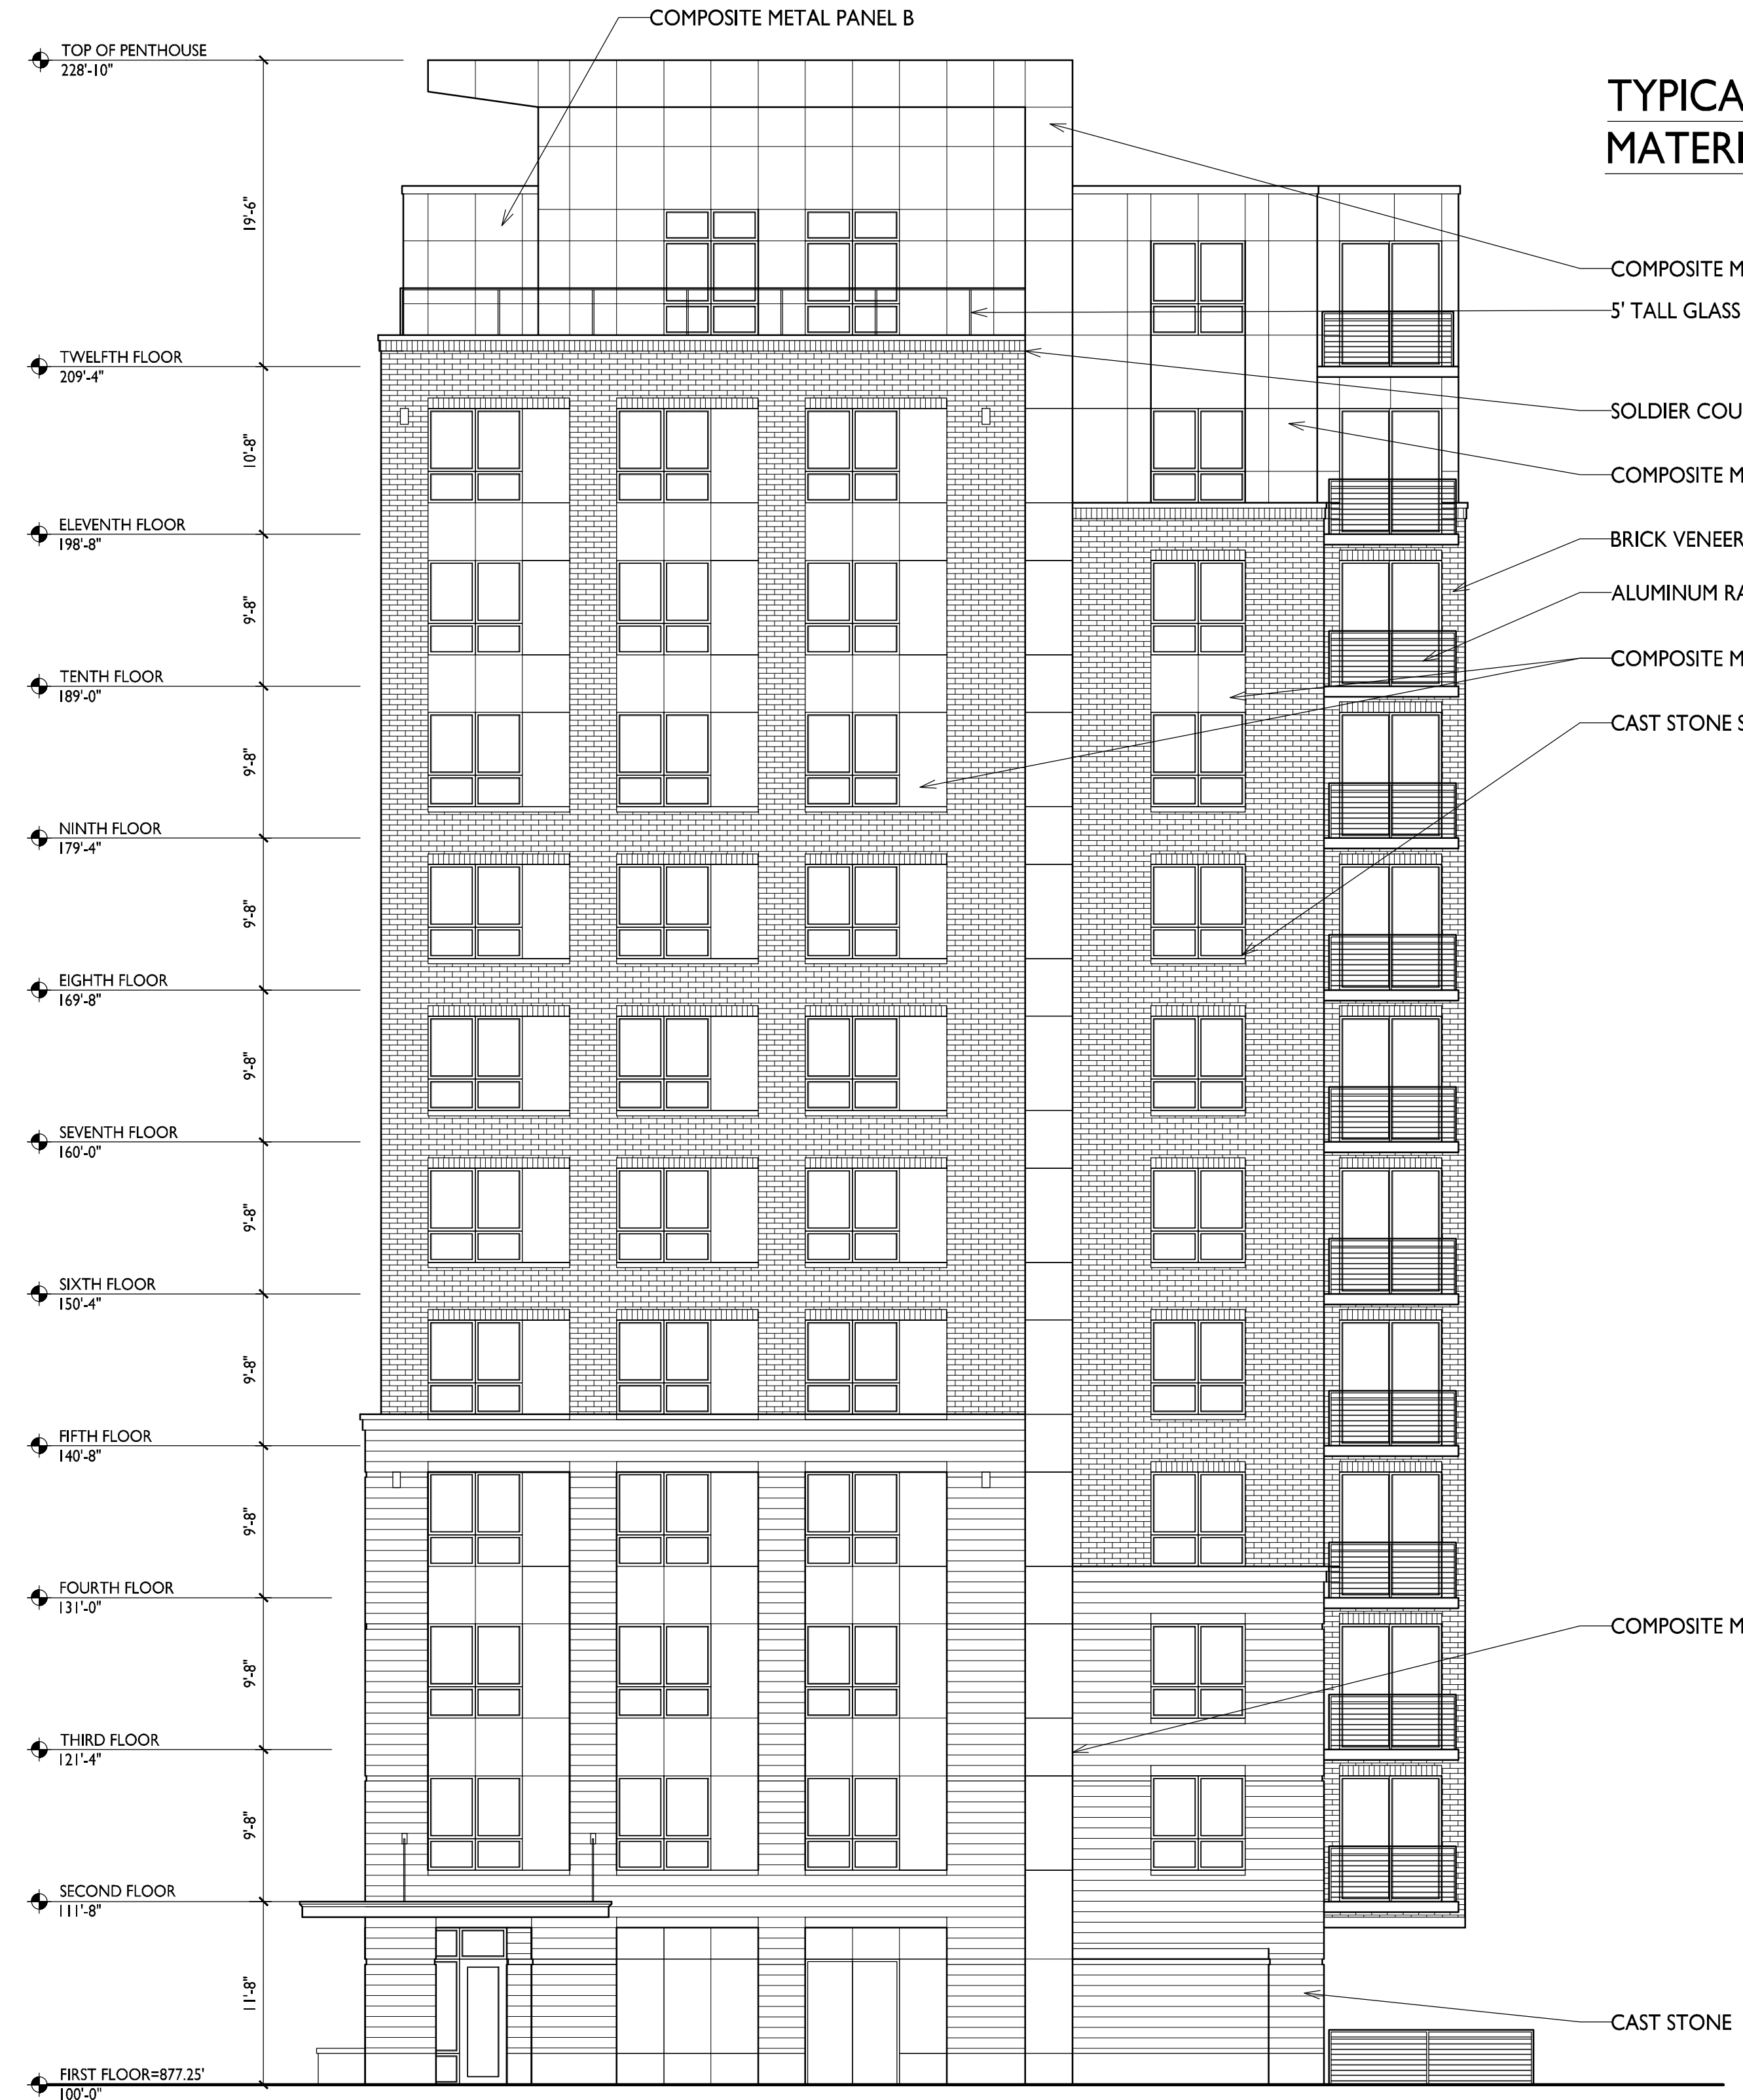 COMPOSITE METAL PANEL B
TOP OF PENTHOUSE
228'-10"
TYPICA
MATERI
19'-6"
COMPOSITE M
5' TALL GLASS
TWELFTH FLOOR
209'-4"
SOLDIER COU
10'-8"
COMPOSITE M
ELEVENTH FLOOR
198'-8"
BRICK VENEER
ALUMINUM RA
9'-8"
COMPOSITE M
TENTH FLOOR
189'-0"
CAST STONE S
9'-8"
NINTH FLOOR
179'-4"
9'-8"
EIGHTH FLOOR
169'-8"
9'-8"
SEVENTH FLOOR
160'-0"
9'-8"
SIXTH FLOOR
150'-4"
9'-8"
FIFTH FLOOR
140'-8"
9'-8"
FOURTH FLOOR
131'-0"
COMPOSITE M
9'-8"
THIRD FLOOR
121'-4"
9'-8"
SECOND FLOOR
111'-8"
11'-8"
CAST STONE
FIRST FLOOR=877.25'
100'-0"